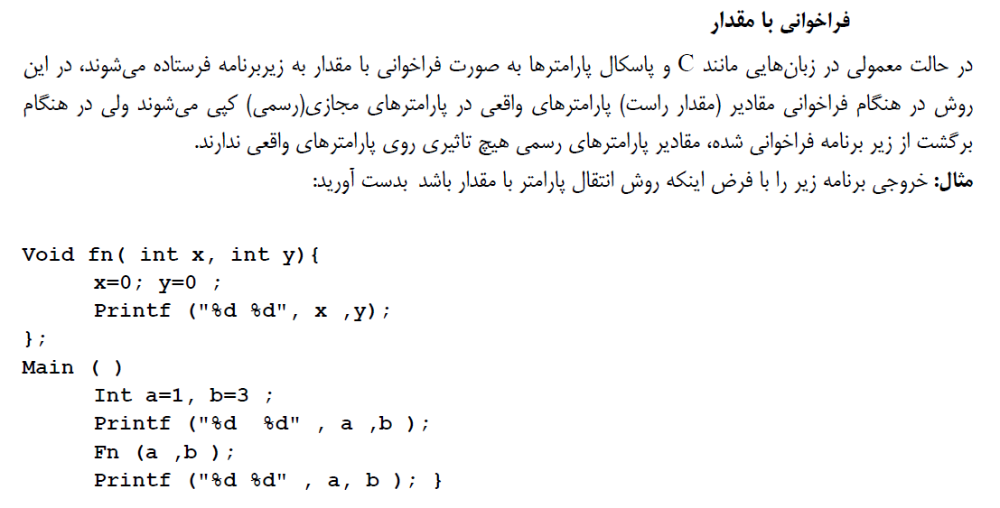 فراخوانی با مقدار
در حالت معمولی در زبان‌هایی مانند C و پاسکال پارامترها به صورت فراخوانی با مقدار به زیربرنامه فرستاده می‌شوند، در این
روش در هنگام فراخوانی مقادیر (مقدار راست) پارامترهای واقعی در پارامترهای مجازی(رسمی) کپی می‌شوند ولی در هنگام
برگشت از زیر برنامه فراخوانی شده، مقادیر پارامترهای رسمی هیچ تاثیری روی پارامترهای واقعی ندارند.
مثال: خروجی برنامه زیر را با فرض اینکه روش انتقال پارامتر با مقدار باشد بدست آورید:
Void fn( int x, int y){
x=0; y=0 ;
Printf ("%d %d", x ,y);
};
Main ( )
Int a=1, b=3 ;
Printf ("%d  %d" , a ,b );
Fn (a ,b );
Printf ("%d %d" , a, b ); }